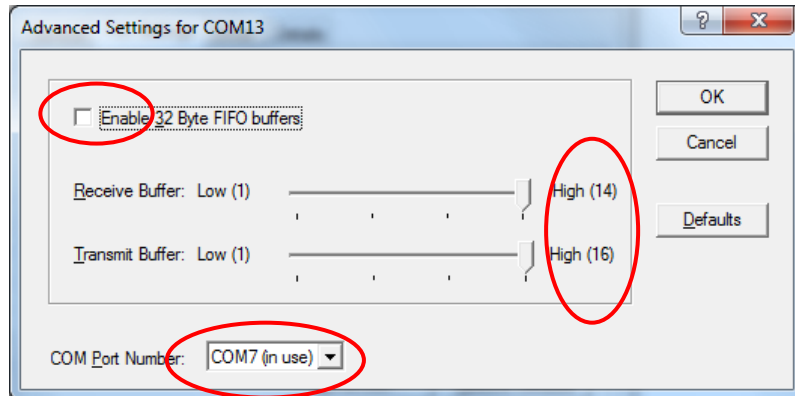 Advanced Settings for COM13
?
X
Enable 32 Byte FIFO buffers
OK
Cancel
Receive Buffer: Low (1) High (14)
Defaults
Transmit Buffer: Low (1) High (16)
COM Port Number: COM7 (in use)